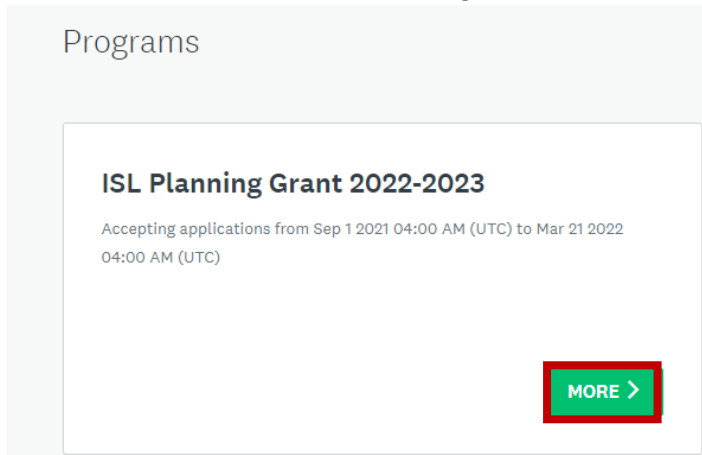 Programs
ISL Planning Grant 2022-2023
Accepting applications from Sep 1 2021 04:00 AM (UTC) to Mar 21 2022
04:00 AM (UTC)
MORE >